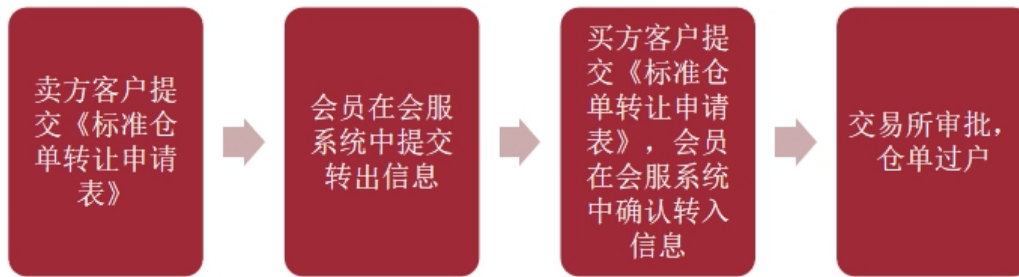 卖方客户提
交《标准仓
单转让申请
表》
会员在会服
系统中提交
转出信息
买方客户提
交《标准仓
单转让申请
表》，会员
在会服系统
中确认转入
信息
交易所审批，
仓单过户